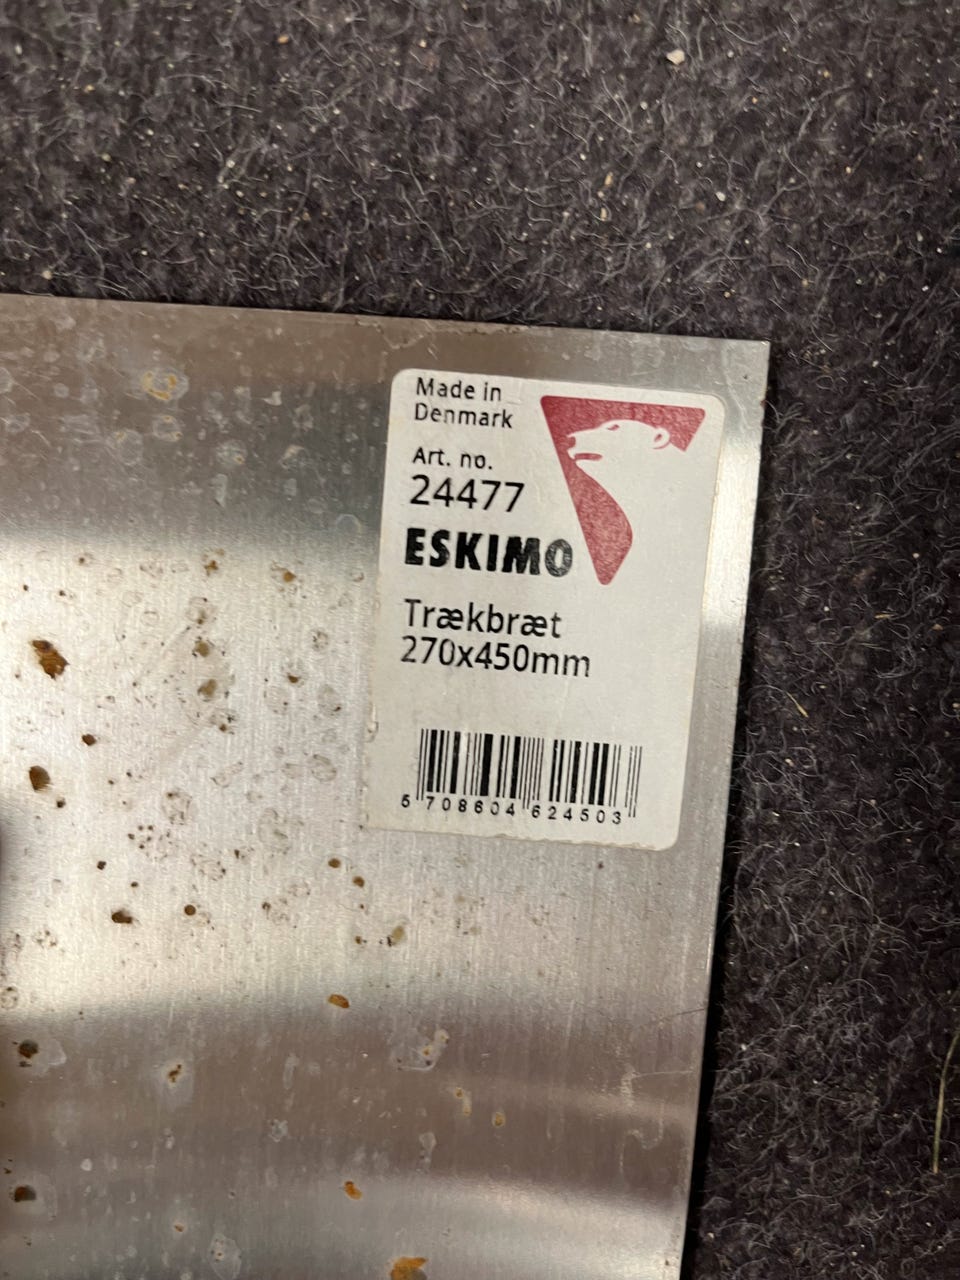 Made in
Denmark
Art. no.
24477
ESKIMO
Trækbræt
270x450mm
5 708604 624503